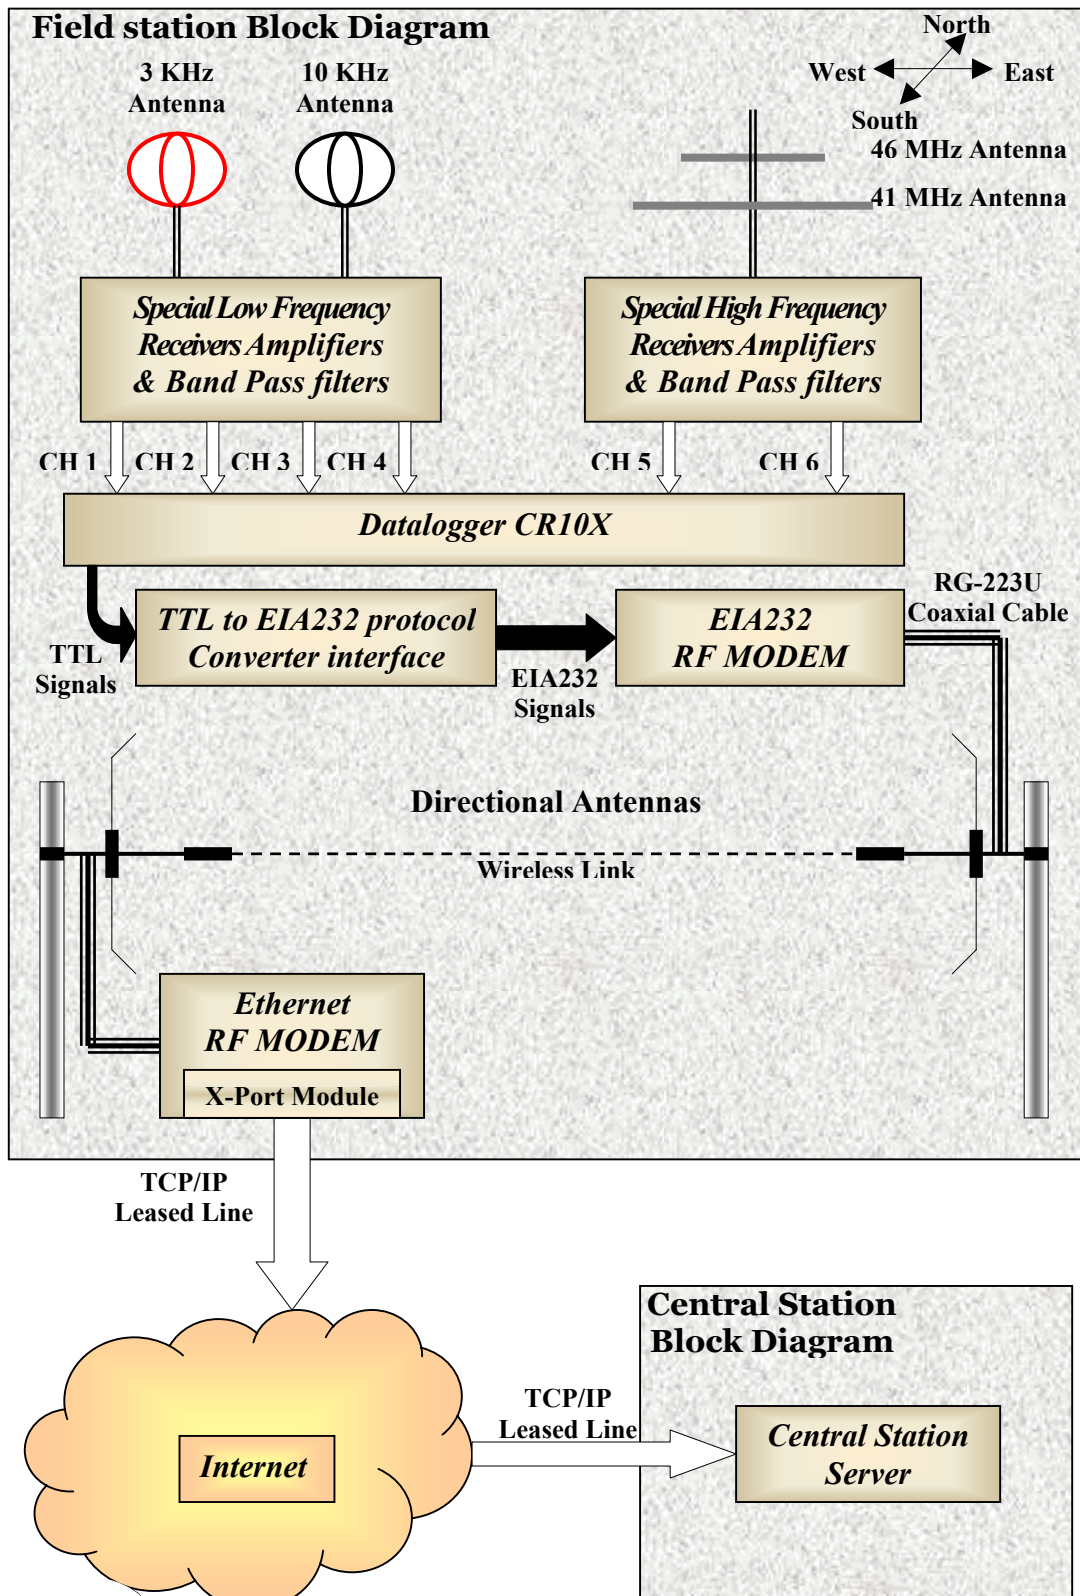 Field station Block Diagram
North
West
East
South
3 KHz
Antenna
10 KHz
Antenna
46 MHz Antenna
41 MHz Antenna
Special Low Frequency
Receivers Amplifiers
& Band Pass filters
Special High Frequency
Receivers Amplifiers
& Band Pass filters
CH 1
CH 2
CH 3
CH 4
CH 5
CH 6
Datalogger CR10X
TTL
Signals
TTL to EIA232 protocol
Converter interface
EIA232
Signals
EIA232
RF MODEM
RG-223U
Coaxial Cable
Directional Antennas
Wireless Link
Ethernet
RF MODEM
X-Port Module
TCP/IP
Leased Line
Internet
TCP/IP
Leased Line
Central Station
Block Diagram
Central Station
Server